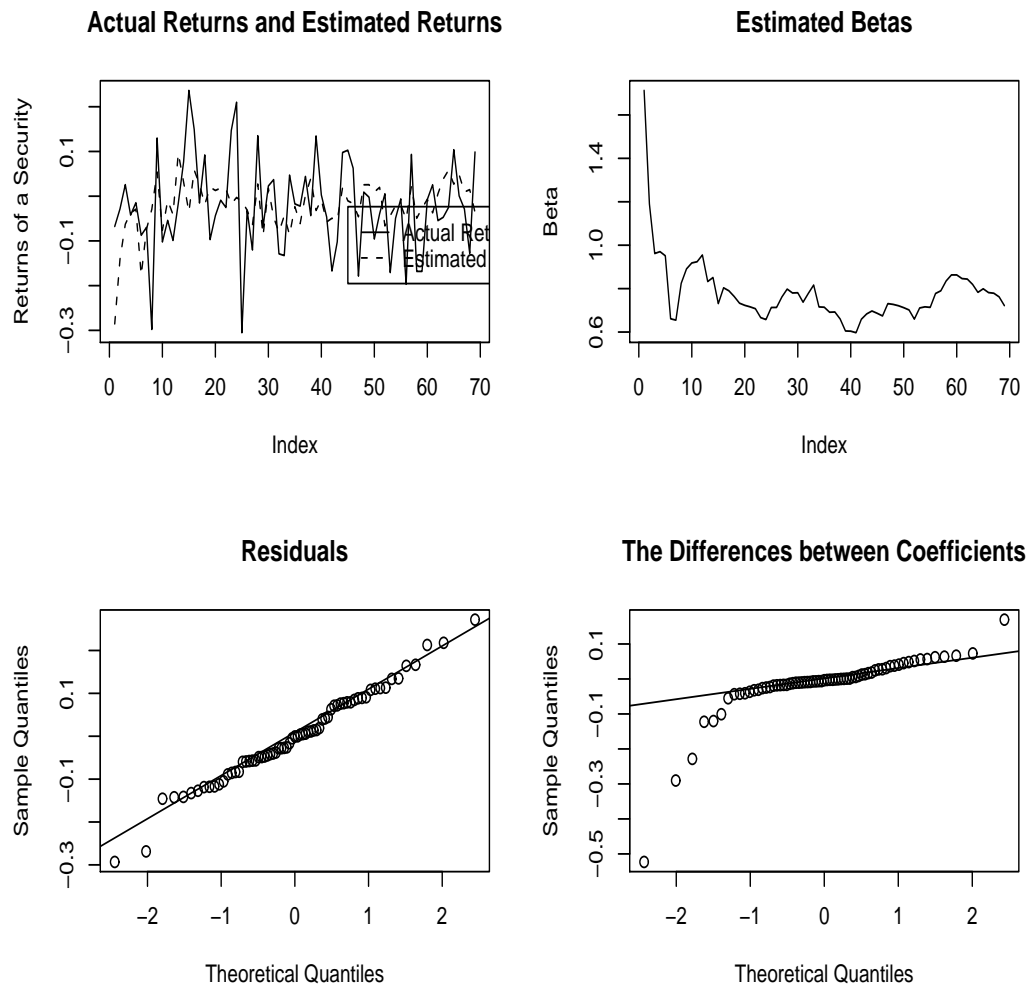 Actual Returns and Estimated Returns
Returns of a Security
0.1
−0.1
−0.3
0 10 20 30 40 50 60 70
Index
Actual Ret
Estimated
Estimated Betas
Beta
1.4
1.0
0.6
0 10 20 30 40 50 60 70
Index
Residuals
Sample Quantiles
0.1
−0.1
−0.3
−2 −1 0 1 2
Theoretical Quantiles
The Differences between Coefficients
Sample Quantiles
0.1
−0.1
−0.3
−0.5
−2 −1 0 1 2
Theoretical Quantiles